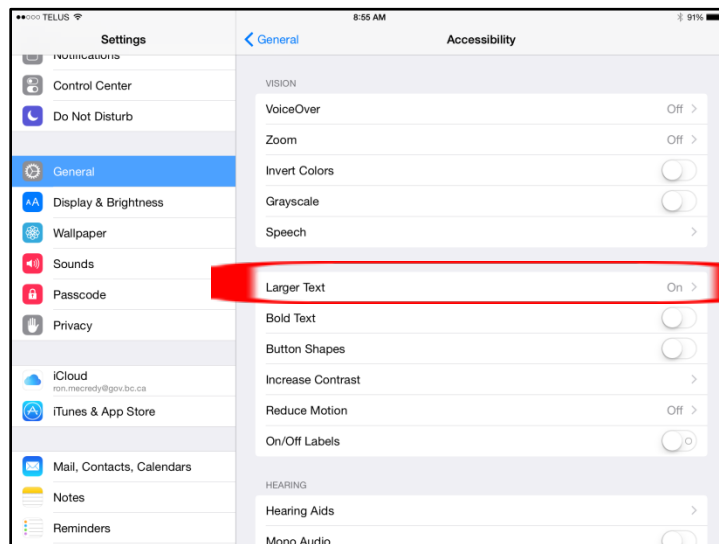 TELUS
8:55 AM
91%
Settings
Notifications
Control Center
Do Not Disturb
General
Display & Brightness
Wallpaper
Sounds
Passcode
Privacy
iCloud
ron.mecredy@gov.bc.ca
iTunes & App Store
Mail, Contacts, Calendars
Notes
Reminders
General
Accessibility
VISION
VoiceOver Off
Zoom Off
Invert Colors
Grayscale
Speech
Larger Text On
Bold Text
Button Shapes
Increase Contrast
Reduce Motion Off
On/Off Labels
HEARING
Hearing Aids
Mono Audio